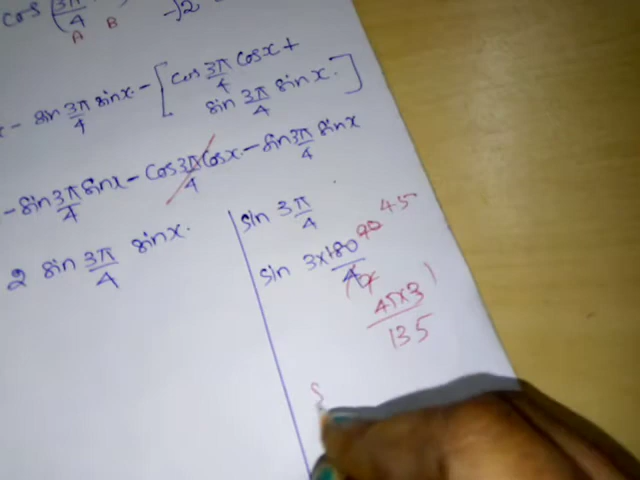 cos (3π/4
A B
-√2
- sin 3π/4 sin x - [cos 3π/4 cos x +
sin 3π/4 sin x.]
- sin 3π/4 sin x - cos 3π/4 cos x - sin 3π/4 sin x
2 sin 3π/4 sin x.
sin 3π/4
90 45
sin 3×180/4
45×3
135